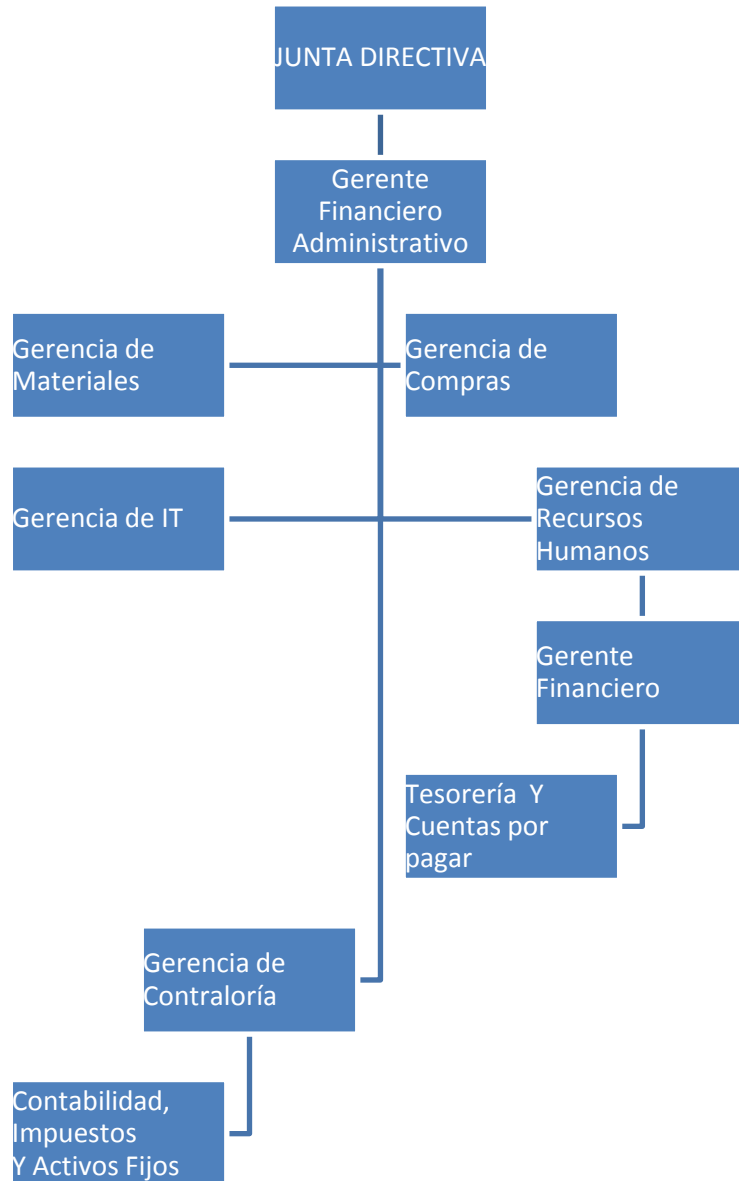 JUNTA DIRECTIVA
Gerente
Financiero
Administrativo
Gerencia de
Materiales
Gerencia de
Compras
Gerencia de IT
Gerencia de
Recursos
Humanos
Gerente
Financiero
Tesorería Y
Cuentas por
pagar
Gerencia de
Contraloría
Contabilidad,
Impuestos
Y Activos Fijos